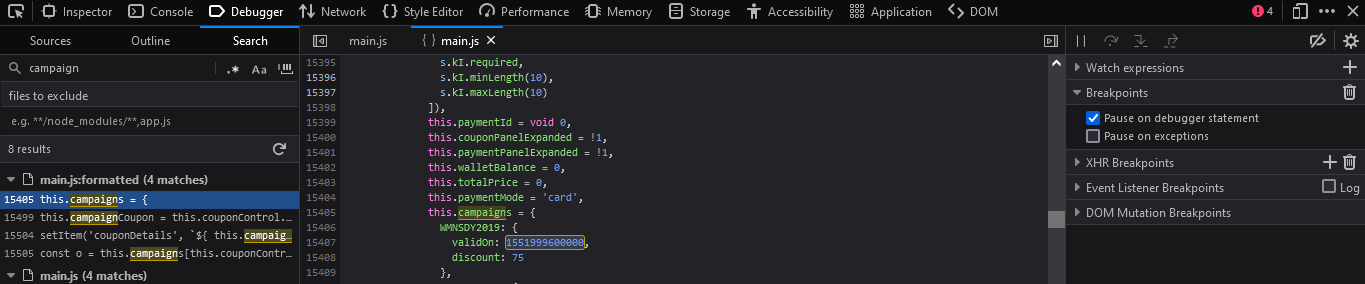 Inspector Console Debugger Network Style Editor Performance Memory Storage Accessibility Application DOM 4
Sources Outline Search
campaign .* Aa
files to exclude
e.g. **/node_modules/**,app.js
8 results
main.js:formatted (4 matches)
15405 this.campaigns = {
15499 this.campaignCoupon = this.couponControl.…
15504 setItem('couponDetails', `${ this.campaig…
15505 const o = this.campaigns[this.couponContr…
main.js (4 matches)
main.js { } main.js
15395 s.kI.required,
15396 s.kI.minLength(10),
15397 s.kI.maxLength(10)
15398 ]),
15399 this.paymentId = void 0,
15400 this.couponPanelExpanded = !1,
15401 this.paymentPanelExpanded = !1,
15402 this.walletBalance = 0,
15403 this.totalPrice = 0,
15404 this.paymentMode = 'card',
15405 this.campaigns = {
15406 WMNSDY2019: {
15407 validOn: 1551999600000,
15408 discount: 75
15409 },
Watch expressions
Breakpoints
Pause on debugger statement
Pause on exceptions
XHR Breakpoints
Event Listener Breakpoints Log
DOM Mutation Breakpoints